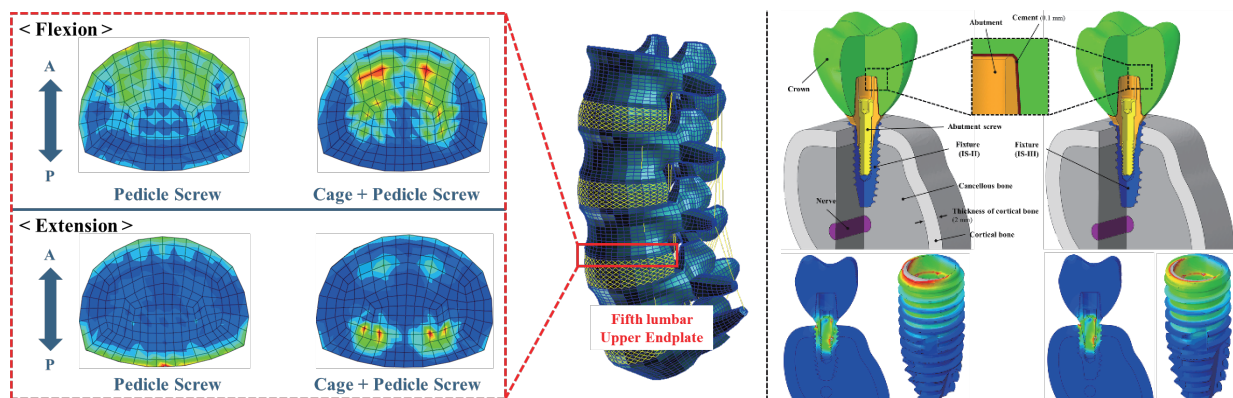 < Flexion >
A
P
Pedicle Screw
Cage + Pedicle Screw
< Extension >
A
P
Pedicle Screw
Cage + Pedicle Screw
Fifth lumbar
Upper Endplate
Abutment
Cement (0.1 mm)
Crown
Abutment screw
Fixture
(IS-II)
Fixture
(IS-III)
Cancellous bone
Nerve
Thickness of cortical bone
(2 mm)
Cortical bone